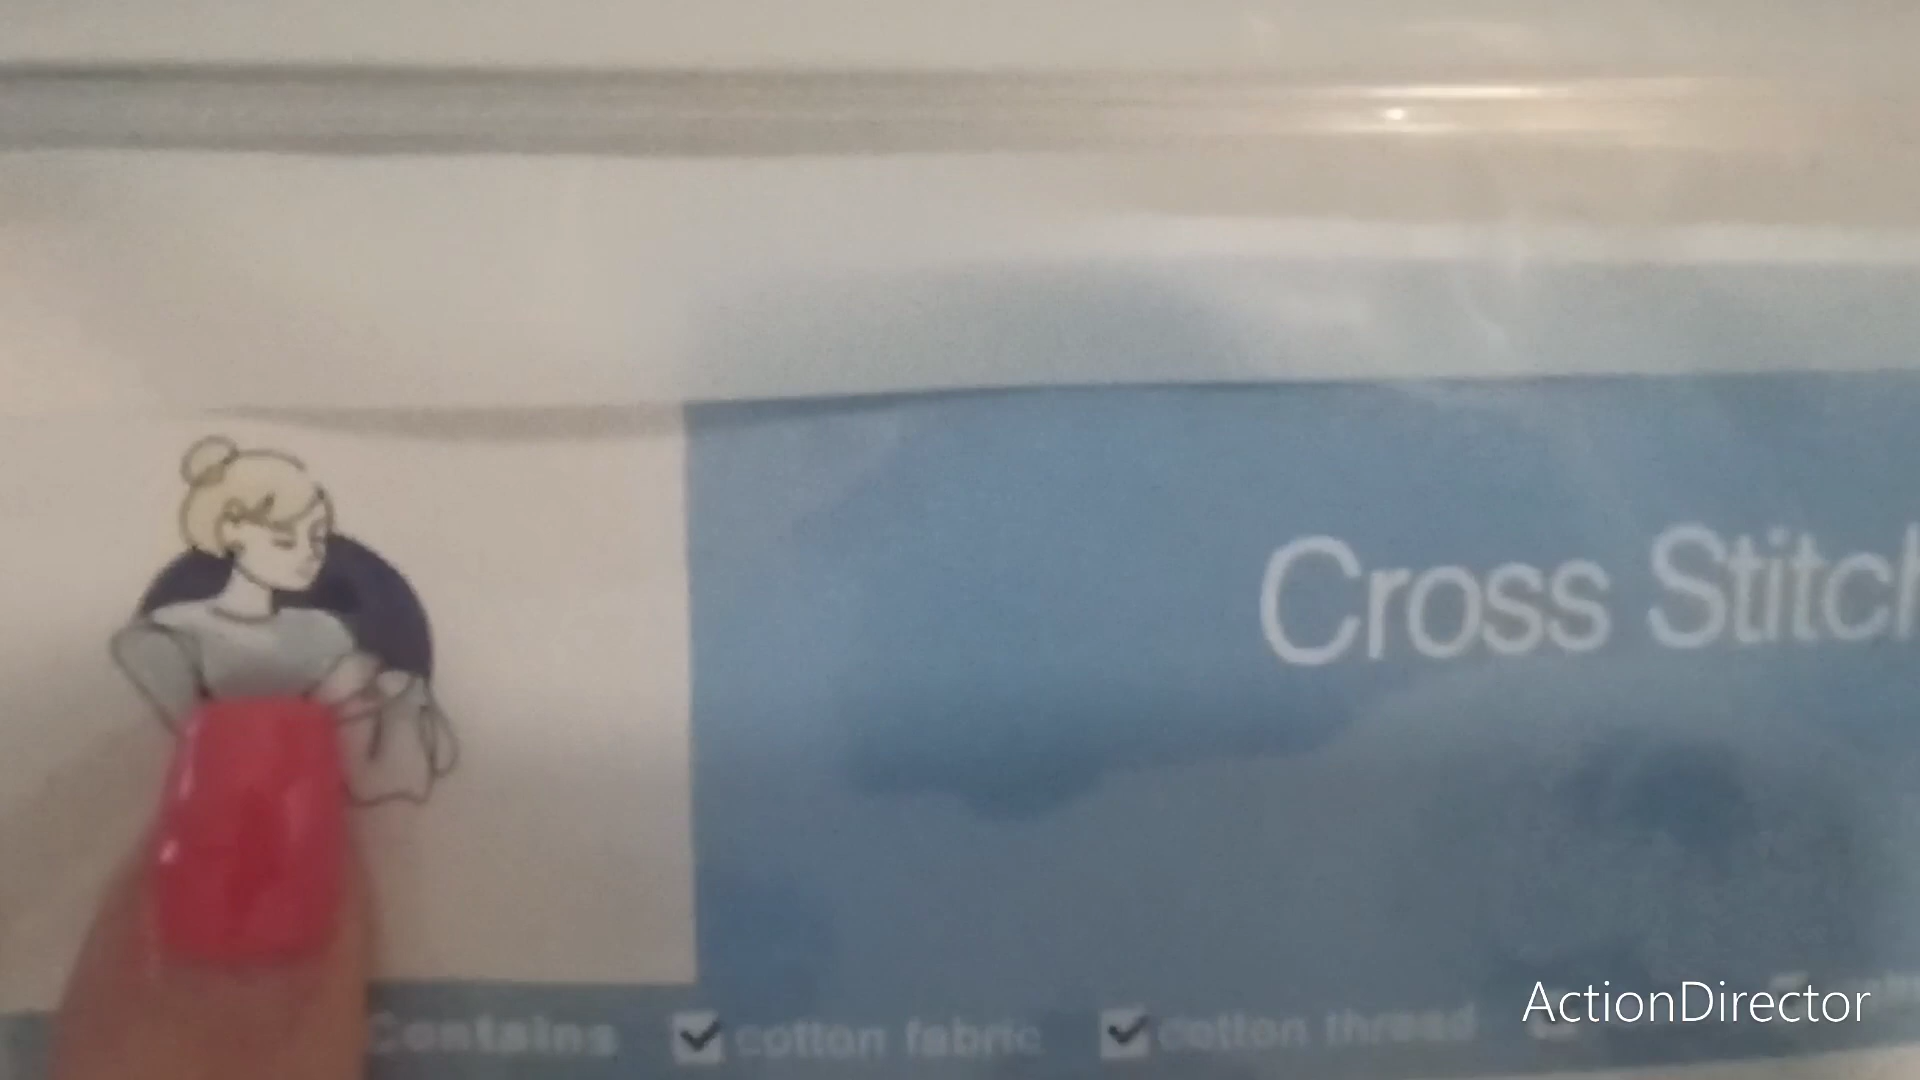 Cross Stitch
Contains ✓ cotton fabric ✓ cotton thread
ActionDirector